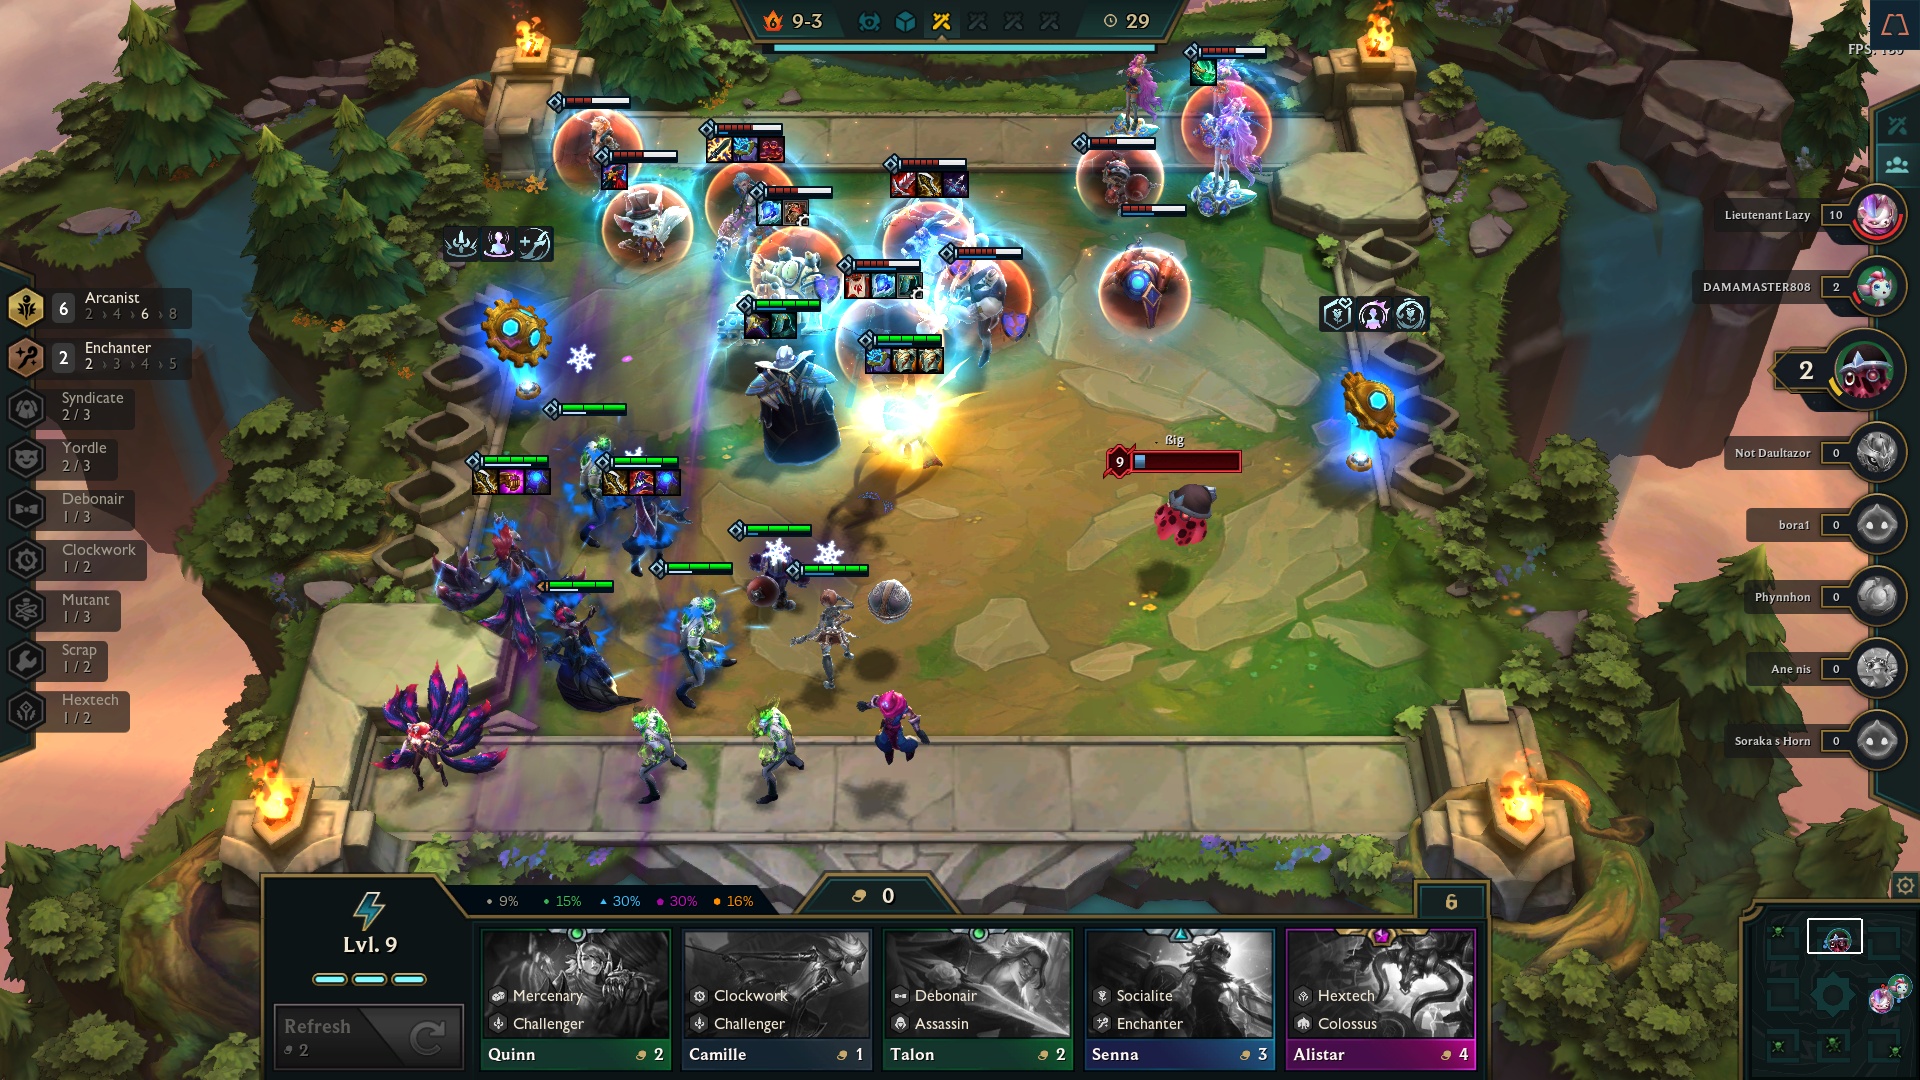 9-3
29
FPS:
Lieutenant Lazy 10
DAMAMASTER808 2
2
Not Daultazor 0
bora1 0
Phynnhon 0
Ane nis 0
Soraka s Horn 0
6 Arcanist
2 › 4 › 6 › 8
2 Enchanter
2 › 3 › 4 › 5
Syndicate
2 / 3
Yordle
2 / 3
Debonair
1 / 3
Clockwork
1 / 2
Mutant
1 / 3
Scrap
1 / 2
Hextech
1 / 2
ßig
9
Lvl. 9
9% 15% 30% 30% 16%
0
6
Refresh
2
Mercenary
Challenger
Quinn 2
Clockwork
Challenger
Camille 1
Debonair
Assassin
Talon 2
Socialite
Enchanter
Senna 3
Hextech
Colossus
Alistar 4